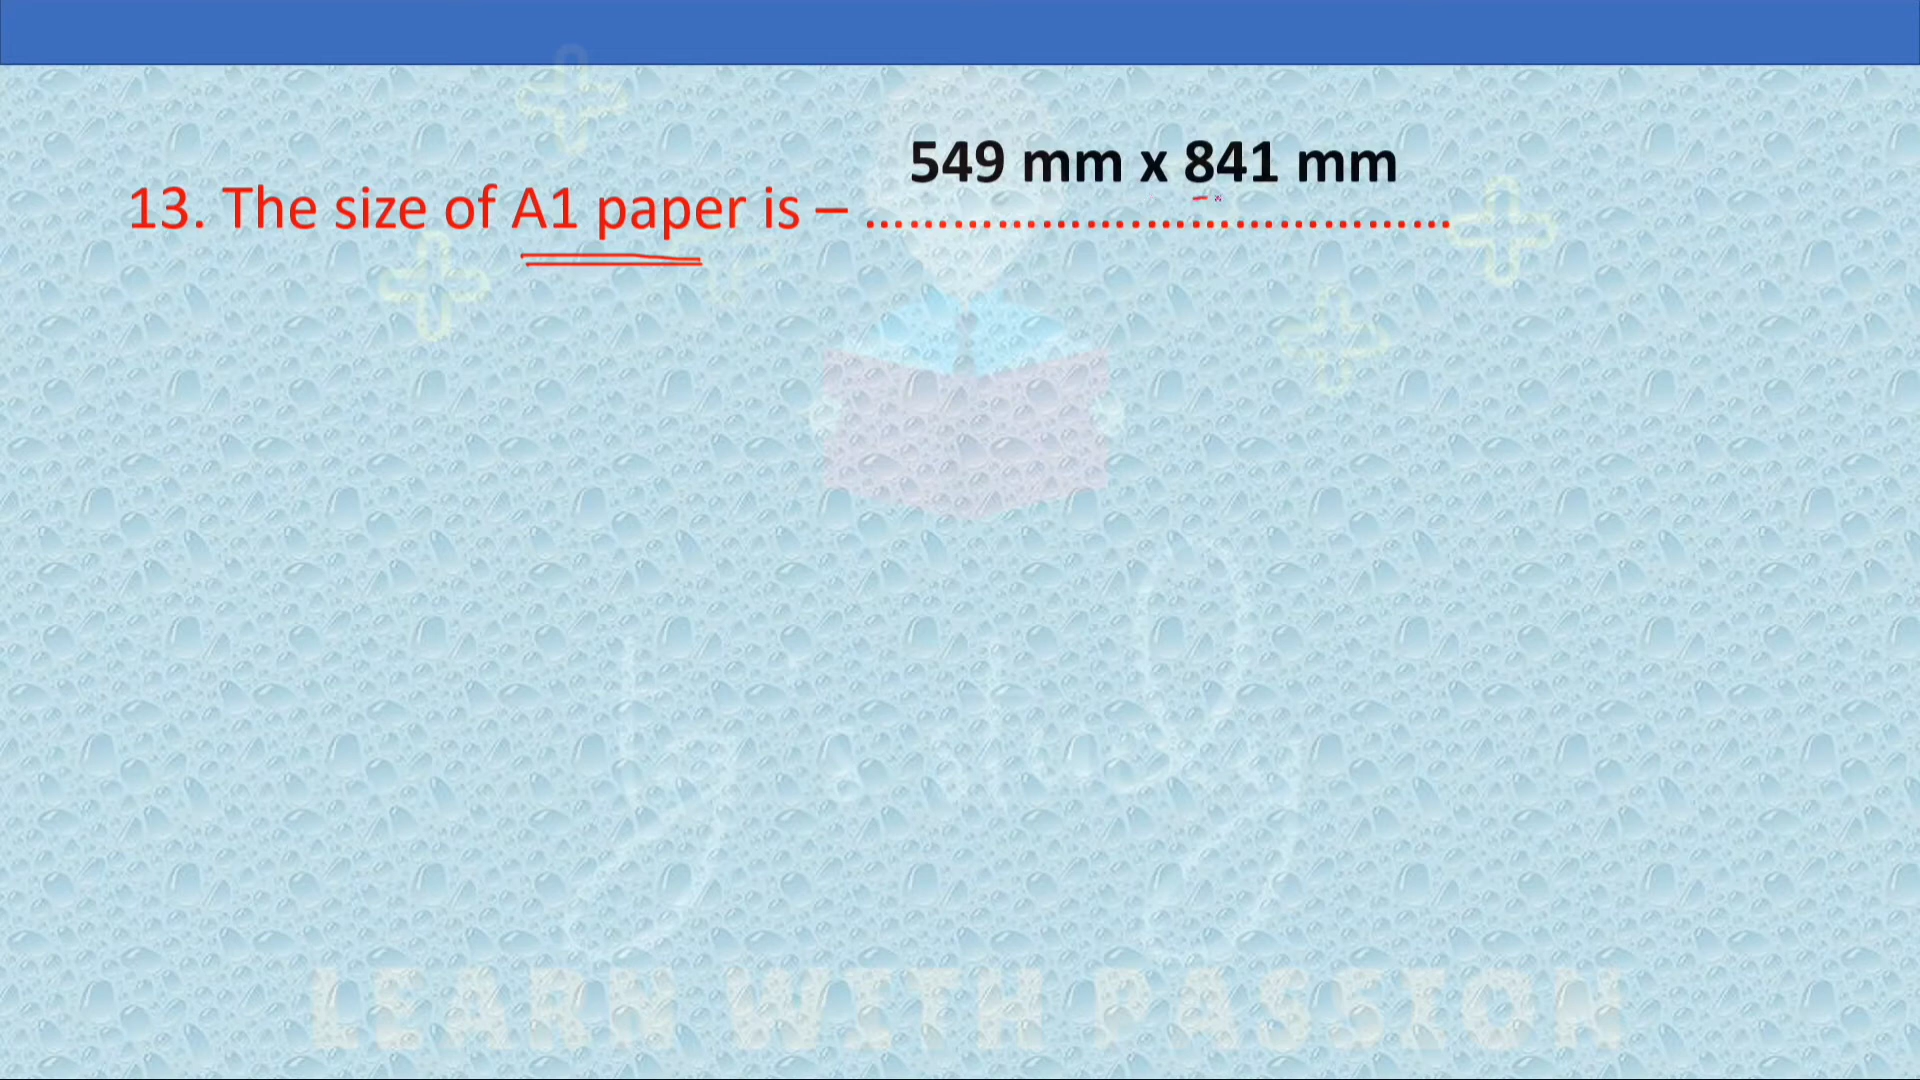 549 mm x 841 mm
13. The size of A1 paper is – ........................................
LEARN WITH PASSION